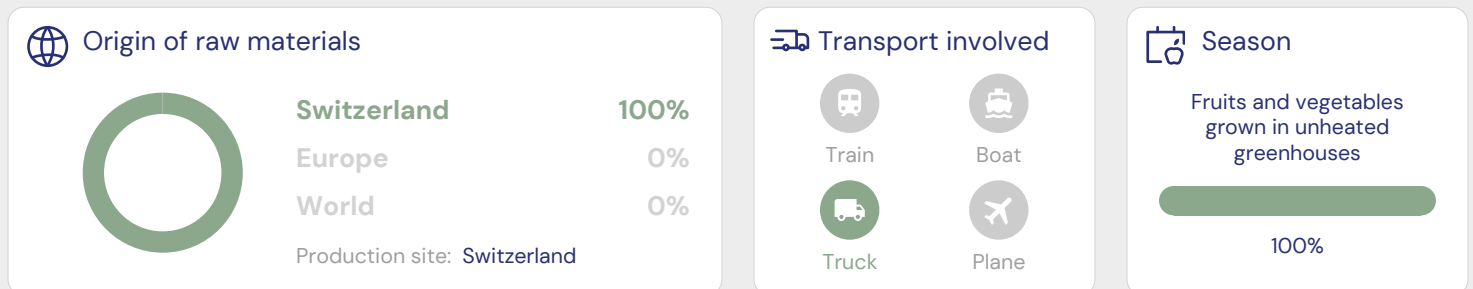 Origin of raw materials
Switzerland 100%
Europe 0%
World 0%
Production site: Switzerland
Transport involved
Train Boat
Truck Plane
Season
Fruits and vegetables
grown in unheated
greenhouses
100%